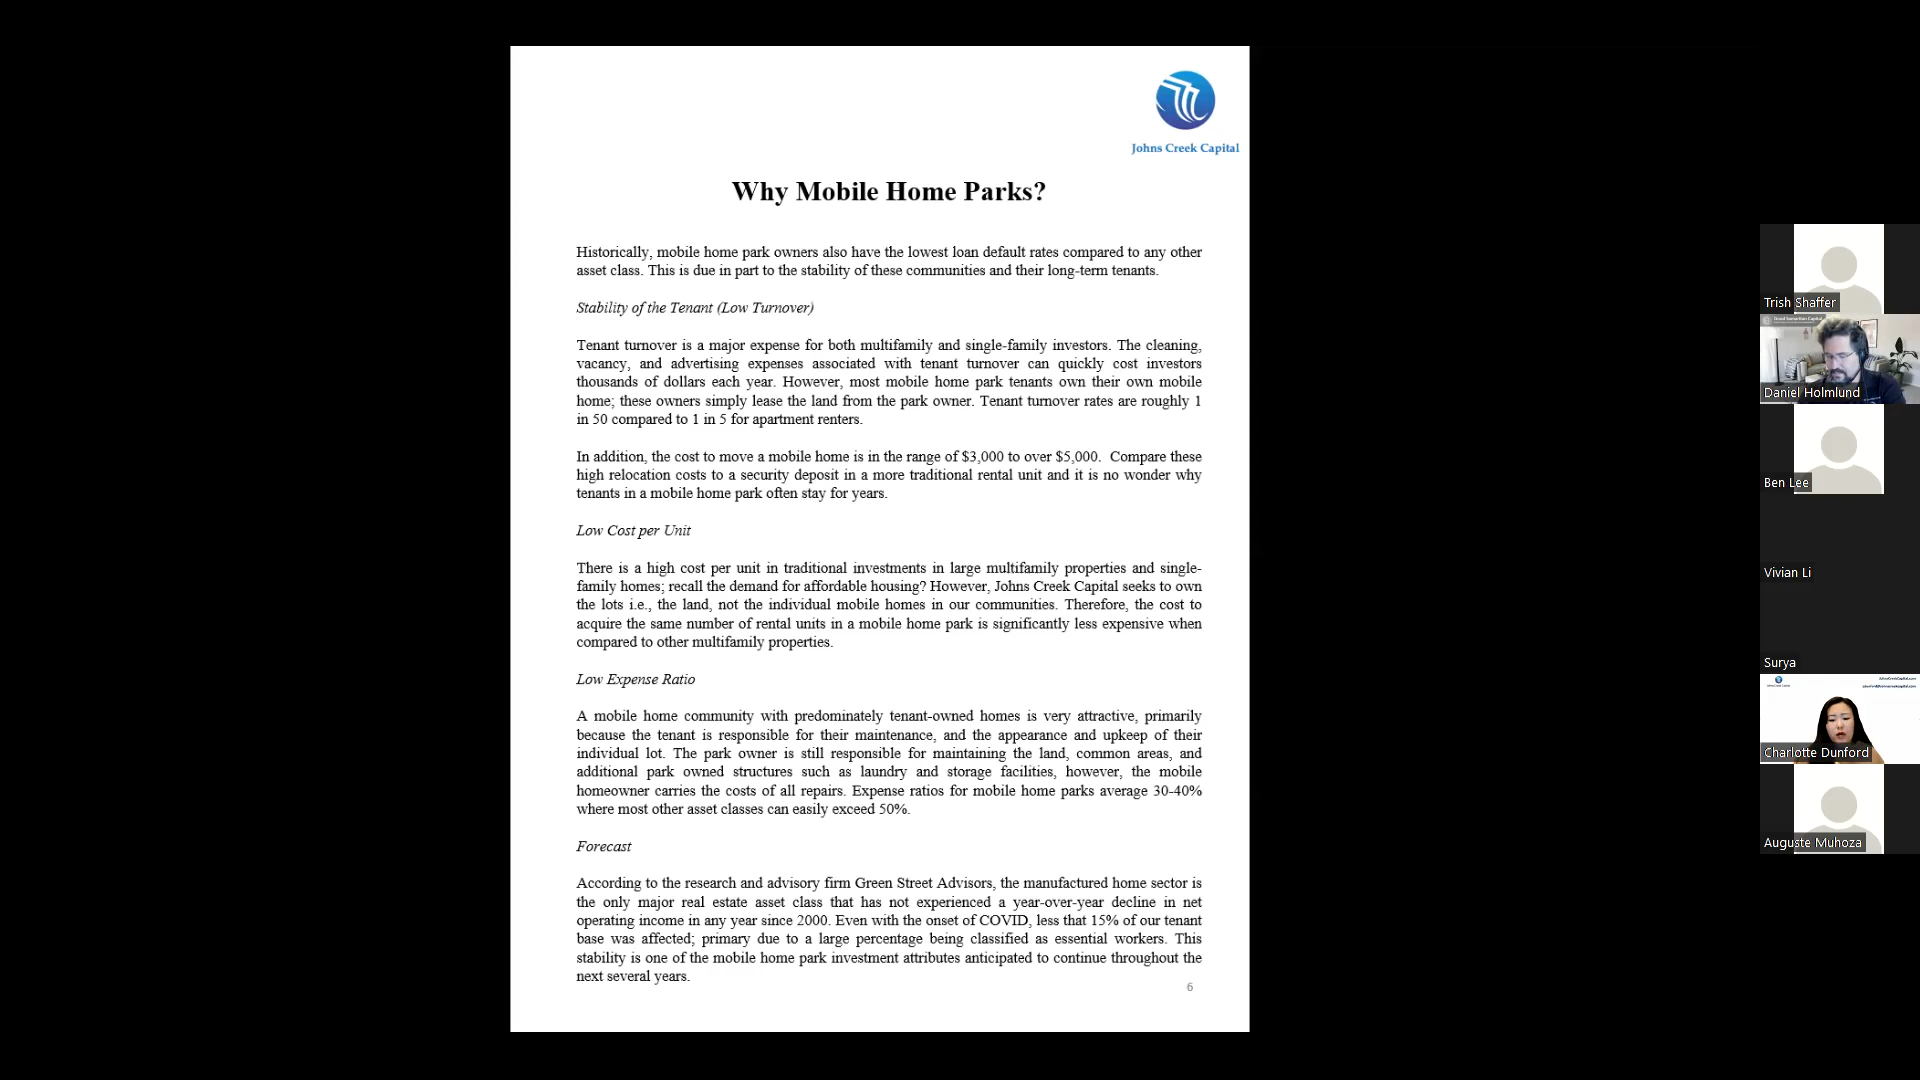 Johns Creek Capital
Why Mobile Home Parks?
Historically, mobile home park owners also have the lowest loan default rates compared to any other
asset class. This is due in part to the stability of these communities and their long-term tenants.
Stability of the Tenant (Low Turnover)
Tenant turnover is a major expense for both multifamily and single-family investors. The cleaning,
vacancy, and advertising expenses associated with tenant turnover can quickly cost investors
thousands of dollars each year. However, most mobile home park tenants own their own mobile
home; these owners simply lease the land from the park owner. Tenant turnover rates are roughly 1
in 50 compared to 1 in 5 for apartment renters.
In addition, the cost to move a mobile home is in the range of $3,000 to over $5,000. Compare these
high relocation costs to a security deposit in a more traditional rental unit and it is no wonder why
tenants in a mobile home park often stay for years.
Low Cost per Unit
There is a high cost per unit in traditional investments in large multifamily properties and single-
family homes; recall the demand for affordable housing? However, Johns Creek Capital seeks to own
the lots i.e., the land, not the individual mobile homes in our communities. Therefore, the cost to
acquire the same number of rental units in a mobile home park is significantly less expensive when
compared to other multifamily properties.
Low Expense Ratio
A mobile home community with predominately tenant-owned homes is very attractive, primarily
because the tenant is responsible for their maintenance, and the appearance and upkeep of their
individual lot. The park owner is still responsible for maintaining the land, common areas, and
additional park owned structures such as laundry and storage facilities, however, the mobile
homeowner carries the costs of all repairs. Expense ratios for mobile home parks average 30-40%
where most other asset classes can easily exceed 50%.
Forecast
According to the research and advisory firm Green Street Advisors, the manufactured home sector is
the only major real estate asset class that has not experienced a year-over-year decline in net
operating income in any year since 2000. Even with the onset of COVID, less that 15% of our tenant
base was affected; primary due to a large percentage being classified as essential workers. This
stability is one of the mobile home park investment attributes anticipated to continue throughout the
next several years.
6
Trish Shaffer
Daniel Holmlund
Ben Lee
Vivian Li
Surya
Charlotte Dunford
Auguste Muhoza